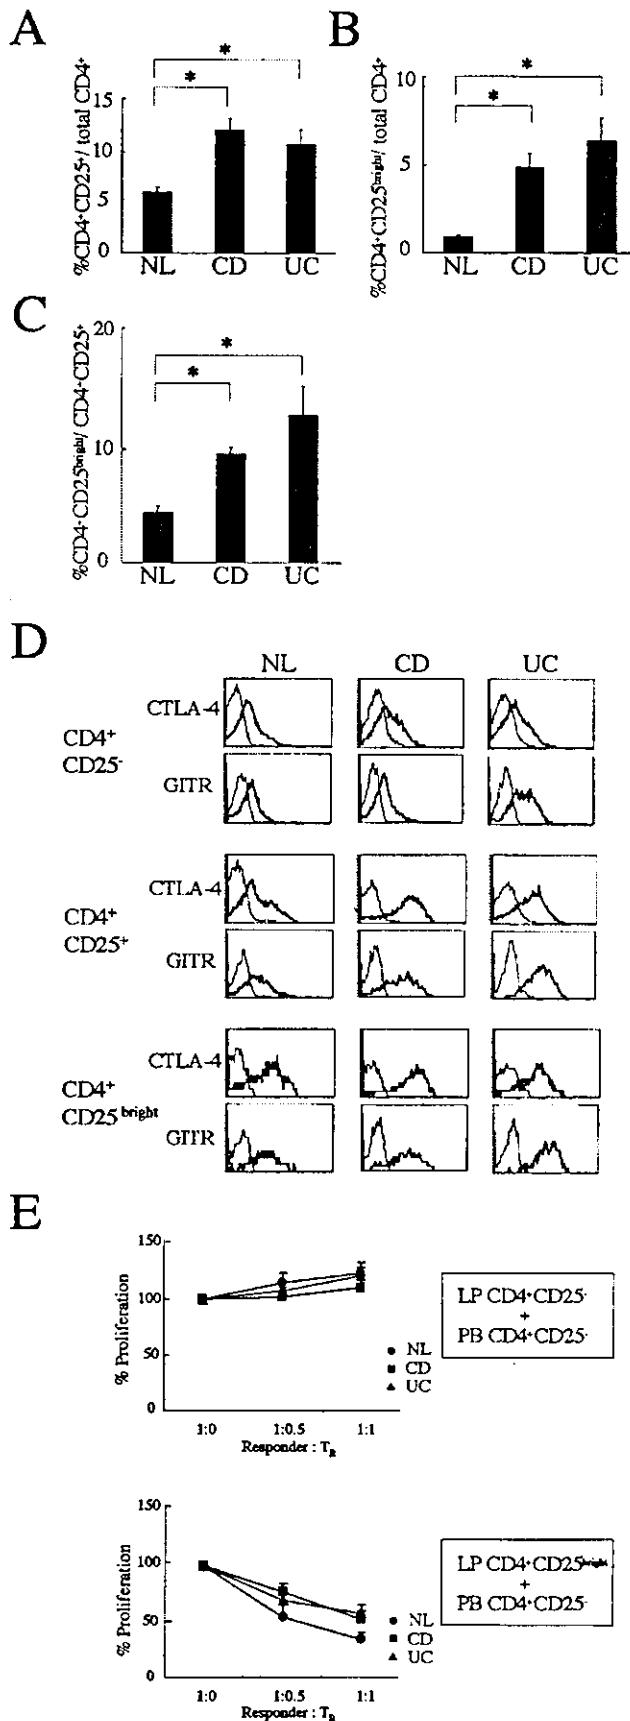 A
%CD4+CD25+/ total CD4+
15
10
5
0
*
*
NL CD UC
B
%CD4+CD25bright/ total CD4+
10
5
0
*
*
NL CD UC
C
%CD4+CD25bright/ CD4+CD25+
20
10
0
*
*
NL CD UC
D
NL CD UC
CD4+
CD25-
CTLA-4
GITR
CD4+
CD25+
CTLA-4
GITR
CD4+
CD25 bright
CTLA-4
GITR
E
% Proliferation
150
100
50
0
1:0 1:0.5 1:1
Responder : TR
NL
CD
UC
LP CD4+CD25-
+
PB CD4+CD25-
% Proliferation
150
100
50
0
1:0 1:0.5 1:1
Responder : TR
NL
CD
UC
LP CD4+CD25bright
+
PB CD4+CD25-